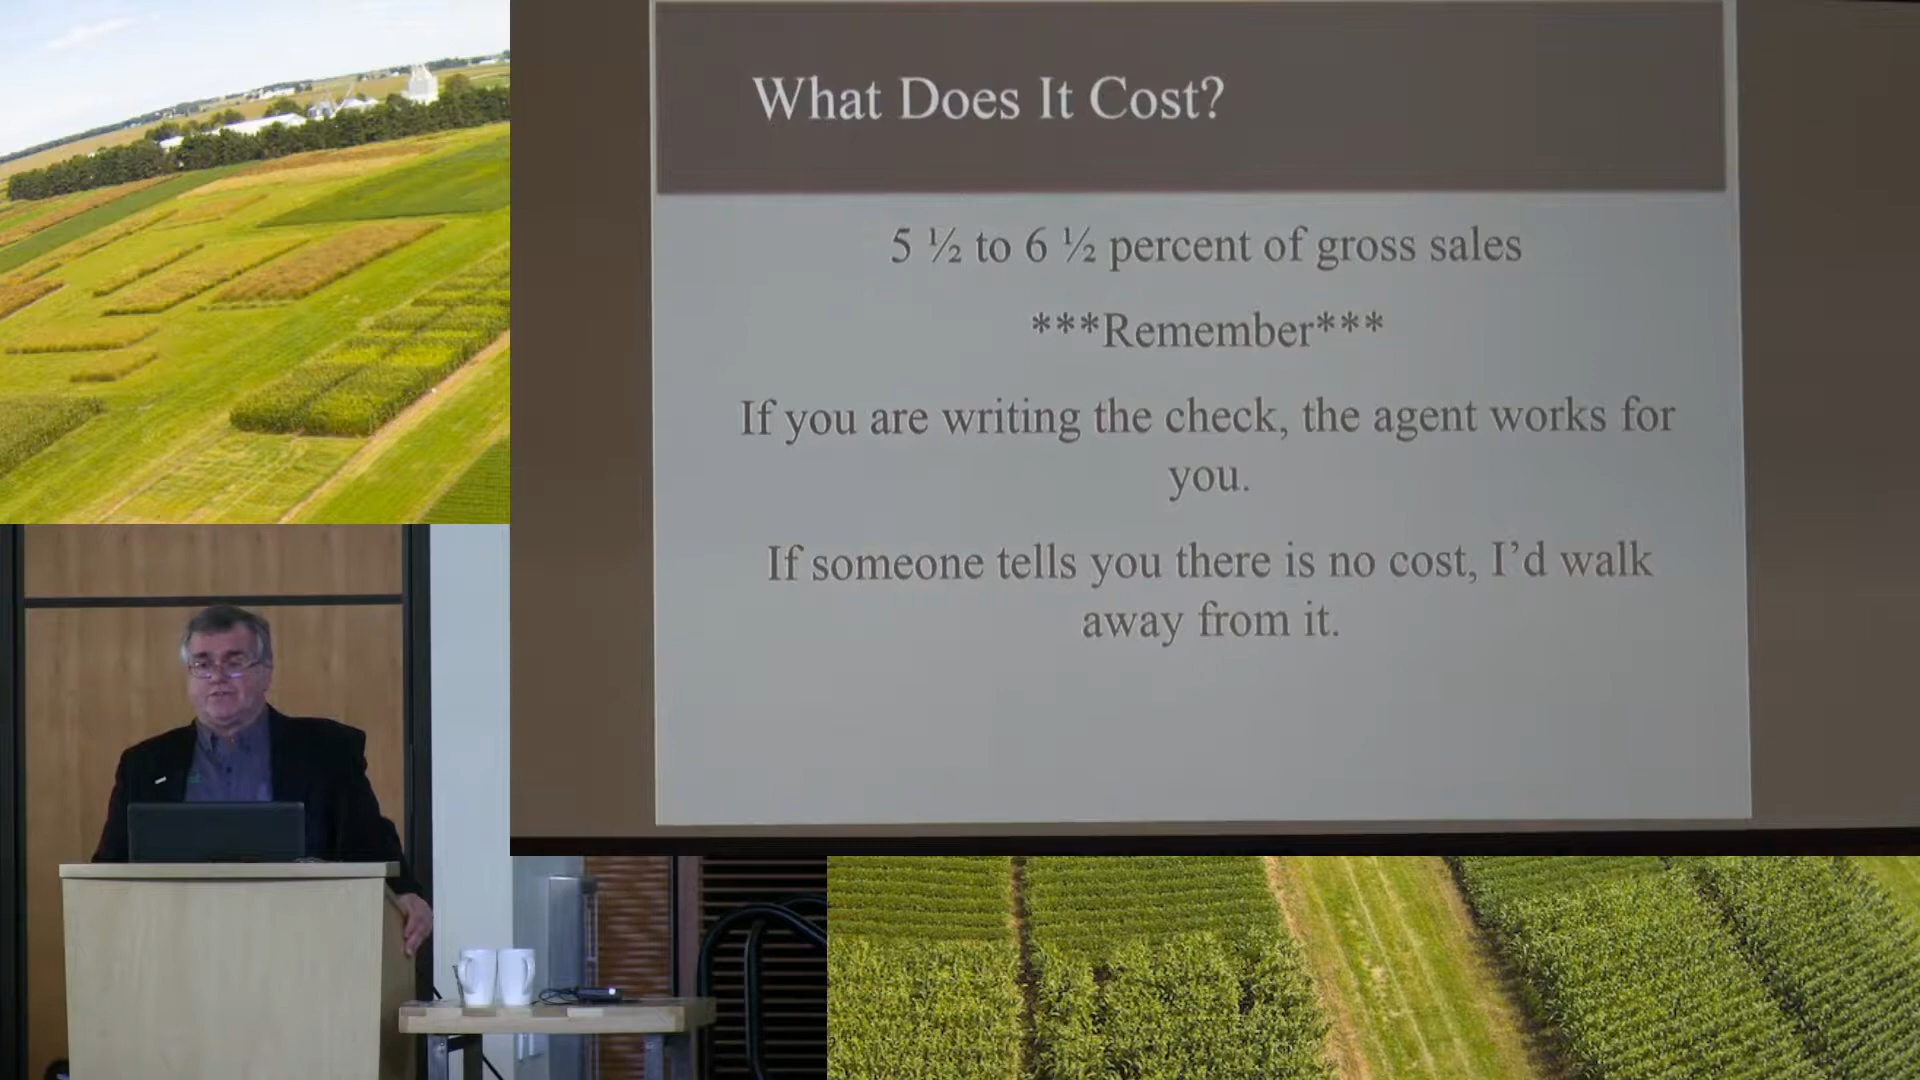 What Does It Cost?
5 ½ to 6 ½ percent of gross sales
***Remember***
If you are writing the check, the agent works for
you.
If someone tells you there is no cost, I’d walk
away from it.